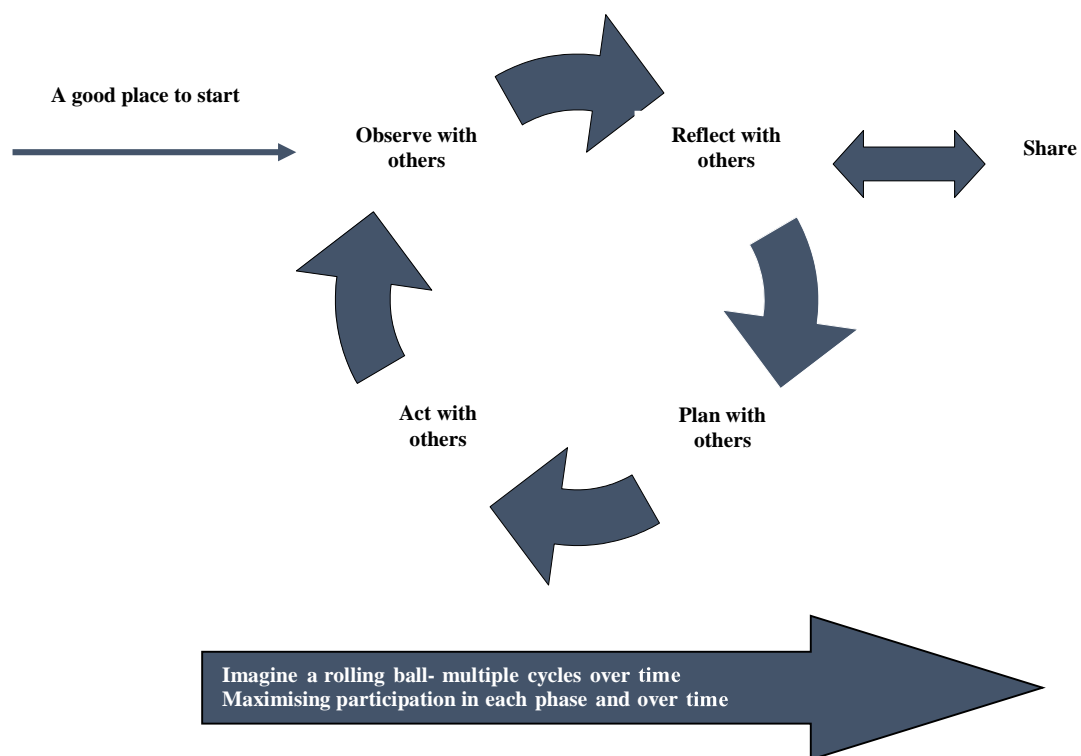 A good place to start
Observe with
others
Reflect with
others
Share
Act with
others
Plan with
others
Imagine a rolling ball- multiple cycles over time
Maximising participation in each phase and over time